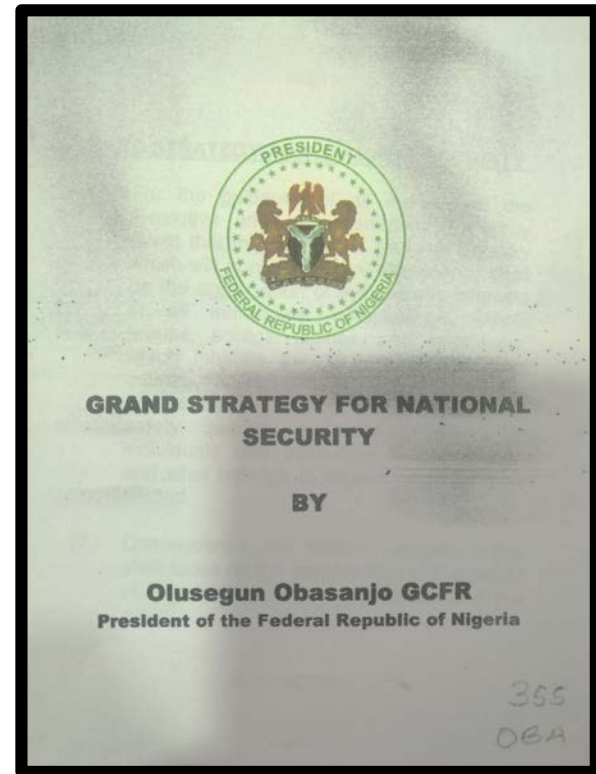 PRESIDENT
FEDERAL REPUBLIC OF NIGERIA
GRAND STRATEGY FOR NATIONAL
SECURITY
BY
Olusegun Obasanjo GCFR
President of the Federal Republic of Nigeria
355
OBA